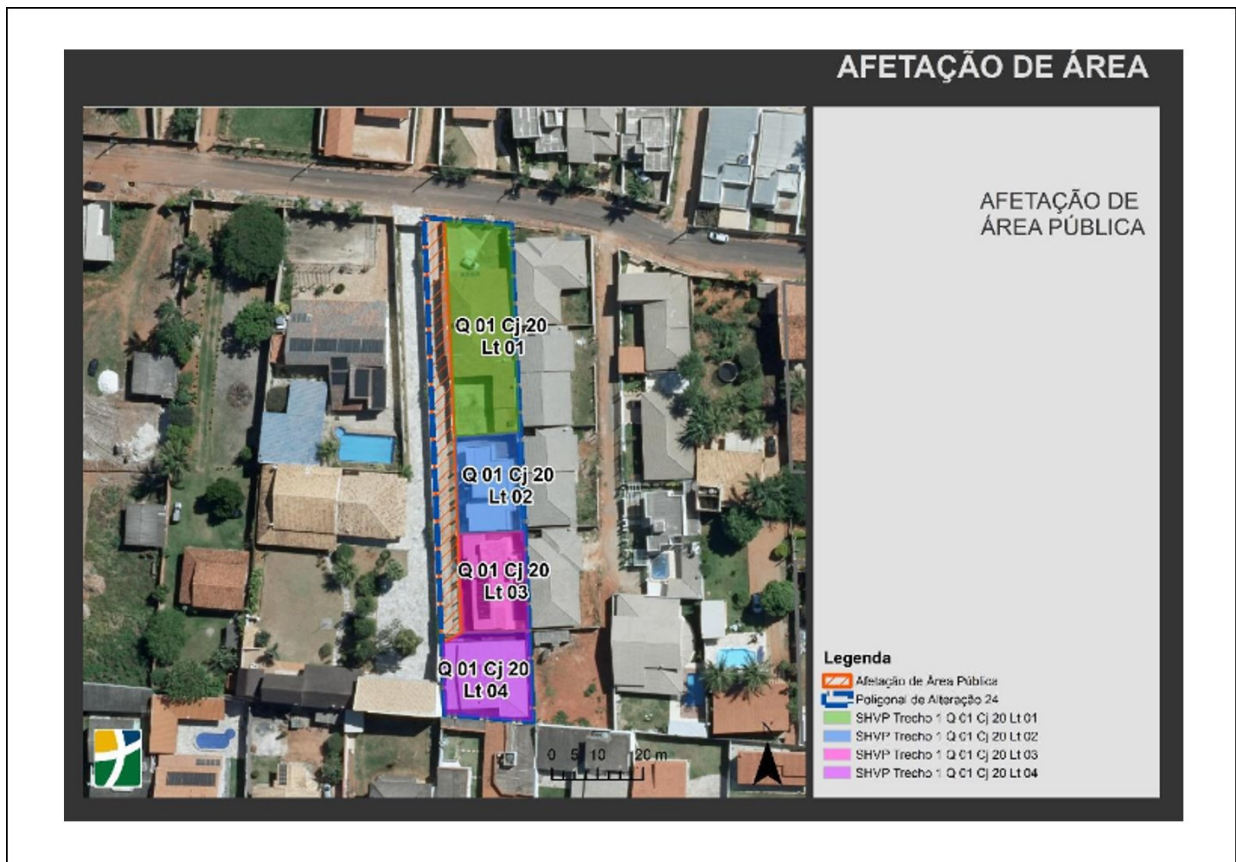 AFETAÇÃO DE ÁREA
AFETAÇÃO DE
ÁREA PÚBLICA
Q 01 Cj 20
Lt 01
Q 01 Cj 20
Lt 02
Q 01 Cj 20
Lt 03
Q 01 Cj 20
Lt 04
0 5 10 20 m
N
Legenda
Afetação de Área Pública
Poligonal de Alteração 24
SHVP Trecho 1 Q 01 Cj 20 Lt 01
SHVP Trecho 1 Q 01 Cj 20 Lt 02
SHVP Trecho 1 Q 01 Cj 20 Lt 03
SHVP Trecho 1 Q 01 Cj 20 Lt 04